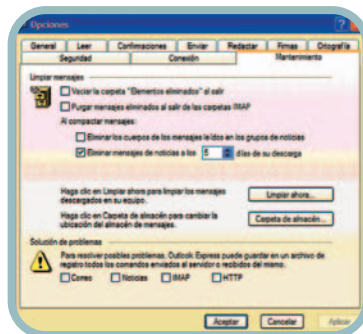 Opciones
General Leer Confirmaciones Enviar Redactar Firmas Ortografía
Seguridad Conexión Mantenimiento
Limpiar mensajes
Vaciar la carpeta "Elementos eliminados" al salir
Purgar mensajes eliminados al salir de las carpetas IMAP
Al compactar mensajes:
Eliminar los cuerpos de los mensajes leídos en los grupos de noticias
Eliminar mensajes de noticias a los 5 días de su descarga
Haga clic en Limpiar ahora para limpiar los mensajes descargados en su equipo.
Limpiar ahora...
Haga clic en Carpeta de almacén para cambiar la ubicación del almacén de mensajes.
Carpeta de almacén...
Solución de problemas
Para resolver posibles problemas, Outlook Express puede guardar en un archivo de
registro todos los comandos enviados al servidor o recibidos del mismo.
Correo Noticias IMAP HTTP
Aceptar Cancelar Aplicar